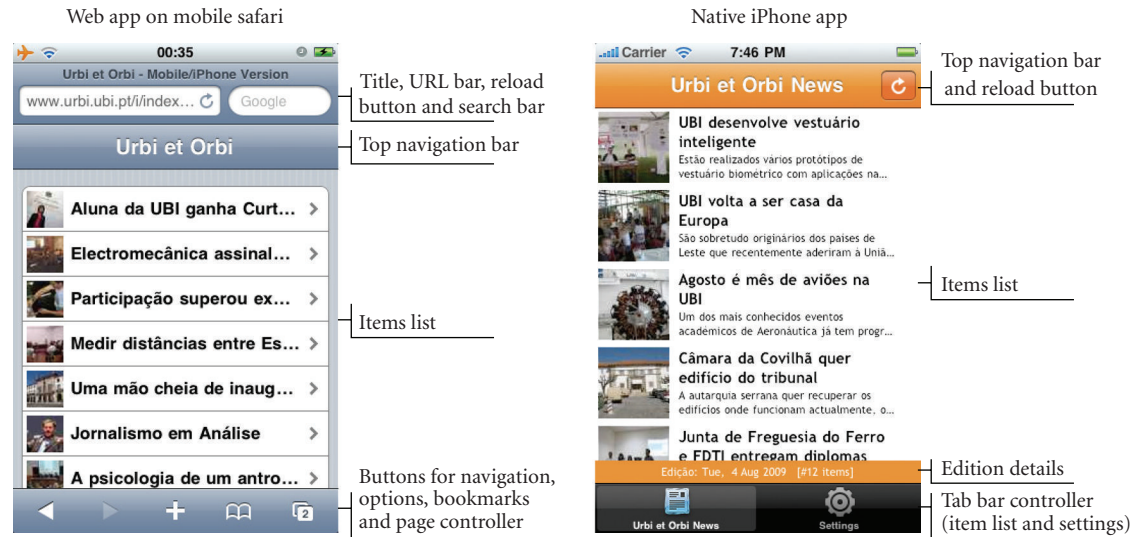 Web app on mobile safari
00:35
Urbi et Orbi - Mobile/iPhone Version
www.urbi.ubi.pt/i/index...
Google
Urbi et Orbi
Aluna da UBI ganha Curt...
Electromecânica assinal...
Participação superou ex...
Medir distâncias entre Es...
Uma mão cheia de inaug...
Jornalismo em Análise
A psicologia de um antro...
2
Title, URL bar, reload
button and search bar
Top navigation bar
Items list
Buttons for navigation,
options, bookmarks
and page controller
Native iPhone app
Carrier
7:46 PM
Urbi et Orbi News
UBI desenvolve vestuário
inteligente
Estão realizados vários protótipos de
vestuário biométrico com aplicações na...
UBI volta a ser casa da
Europa
São sobretudo originários dos países de
Leste que recentemente aderiram à Uniã...
Agosto é mês de aviões na
UBI
Um dos mais conhecidos eventos
académicos de Aeronáutica já tem progr...
Câmara da Covilhã quer
edifício do tribunal
A autarquia serrana quer recuperar os
edifícios onde funcionam actualmente, o...
Junta de Freguesia do Ferro
e FDTI entregam diplomas
Edição: Tue, 4 Aug 2009 [#12 items]
Urbi et Orbi News
Settings
Top navigation bar
and reload button
Items list
Edition details
Tab bar controller
(item list and settings)